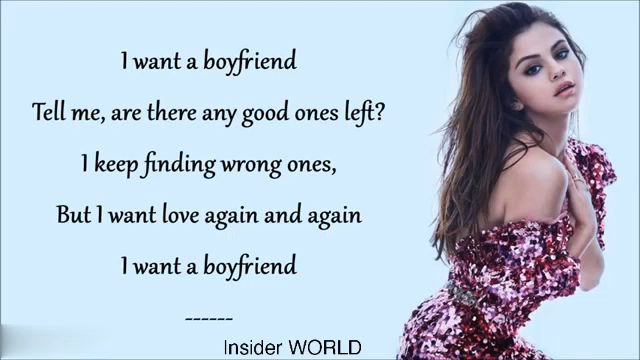 I want a boyfriend
Tell me, are there any good ones left?
I keep finding wrong ones,
But I want love again and again
I want a boyfriend
------
Insider WORLD